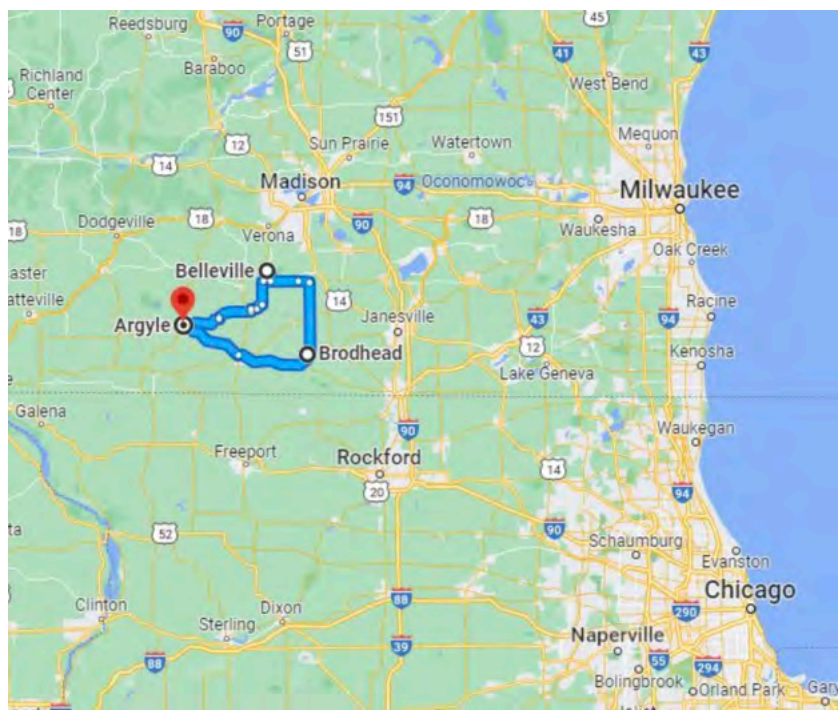 Reedsburg
Portage
45
90
51
41
43
Baraboo
West Bend
Richland
Center
151
12
Sun Prairie
Watertown
Mequon
14
Madison
94
Oconomowoc
Milwaukee
Dodgeville
18
18
18
90
Waukesha
Verona
Oak Creek
aster
Belleville
atteville
14
Racine
Argyle
Janesville
43
94
Brodhead
12
Kenosha
Lake Geneva
e
Galena
90
Waukegan
Freeport
Rockford
14
20
94
ta
52
90
Schaumburg
Evanston
Chicago
Clinton
Dixon
88
290
Sterling
39
Naperville
88
55
294
Bolingbrook
Orland Park
Gary